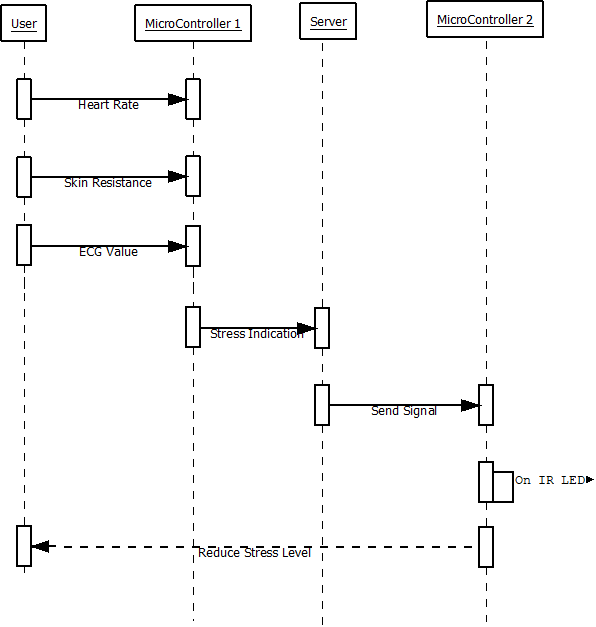 User
MicroController 1
Server
MicroController 2
Heart Rate
Skin Resistance
ECG Value
Stress Indication
Send Signal
On IR LED
Reduce Stress Level